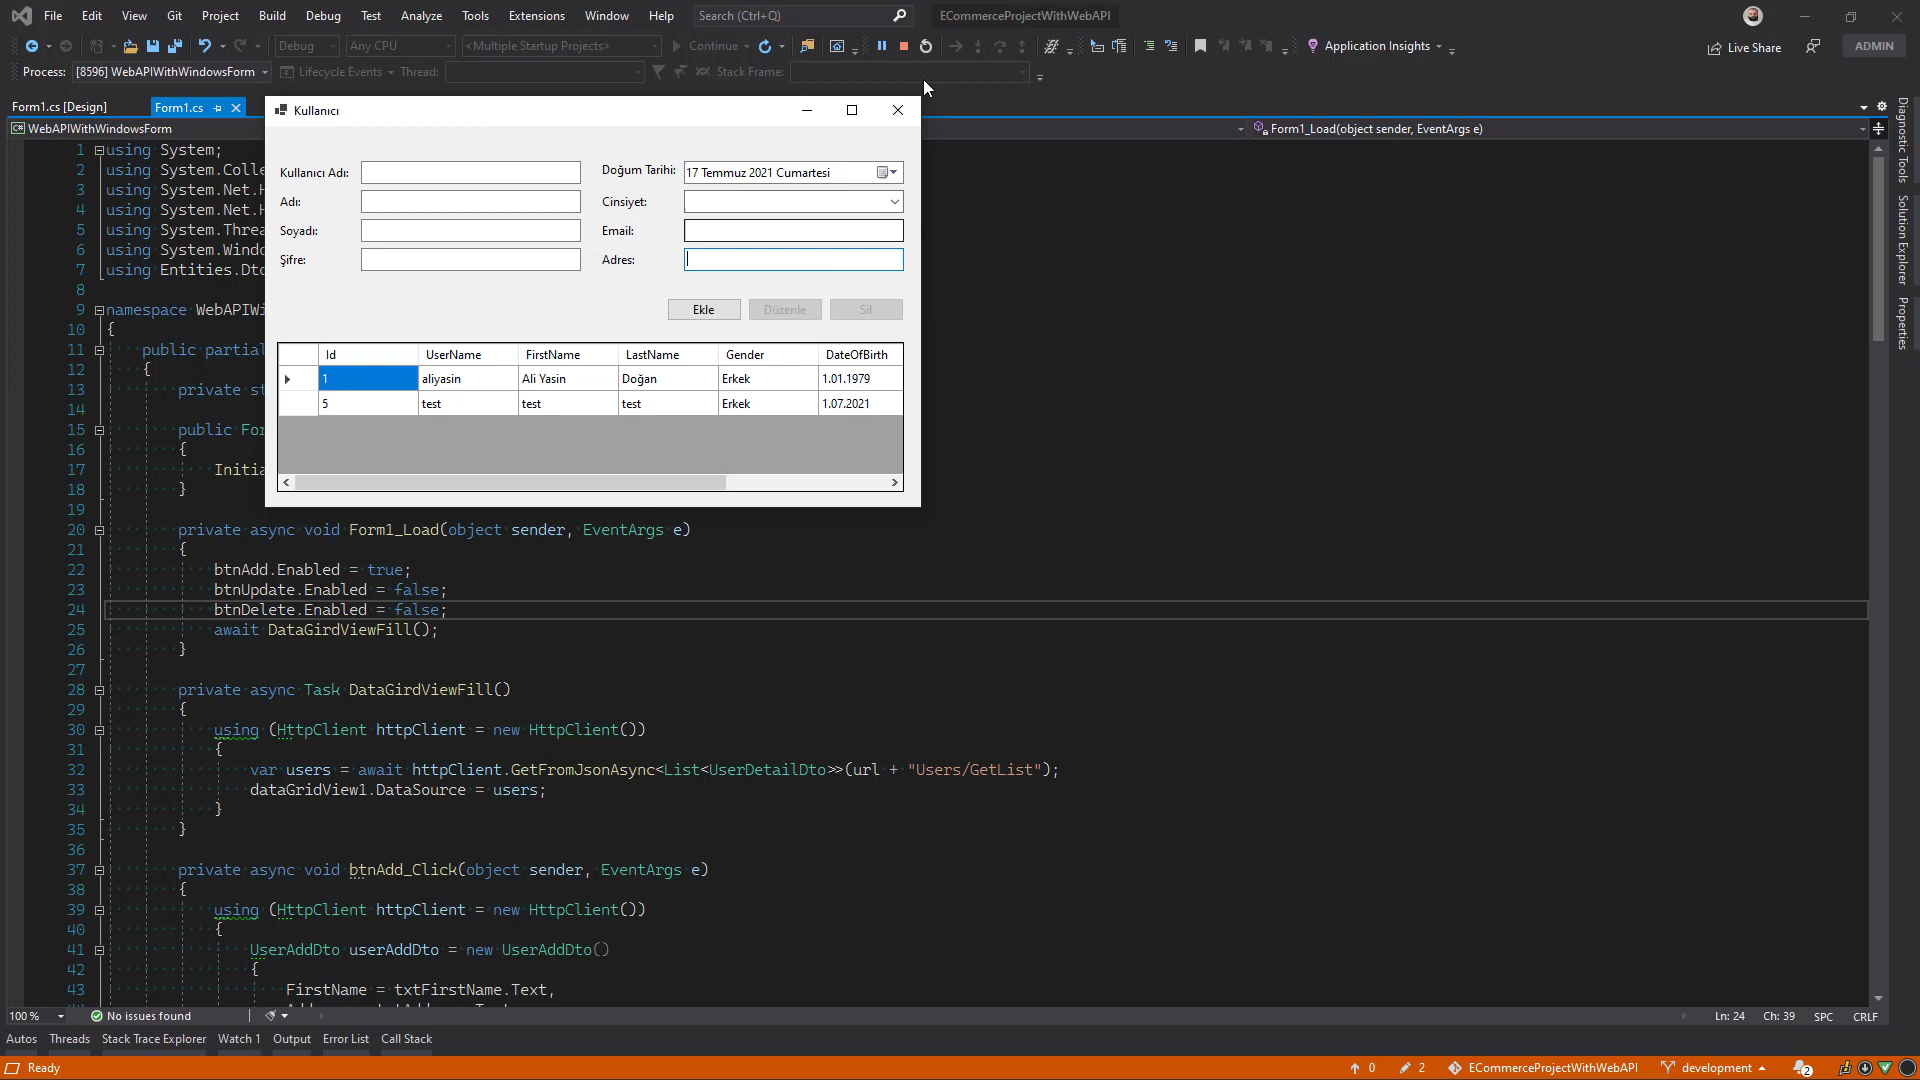 File Edit View Git Project Build Debug Test Analyze Tools Extensions Window Help Search (Ctrl+Q) ECommerceProjectWithWebAPI
Debug Any CPU <Multiple Startup Projects> Continue Application Insights Live Share ADMIN
Process: [8596] WebAPIWithWindowsForm Lifecycle Events Thread: Stack Frame:
Form1.cs [Design] Form1.cs
WebAPIWithWindowsForm Form1_Load(object sender, EventArgs e)
Kullanıcı
Kullanıcı Adı: Doğum Tarihi: 17 Temmuz 2021 Cumartesi
Adı: Cinsiyet:
Soyadı: Email:
Şifre: Adres:
Ekle Düzenle Sil
Id UserName FirstName LastName Gender DateOfBirth
1 aliyasin Ali Yasin Doğan Erkek 1.01.1979
5 test test test Erkek 1.07.2021
1 using System;
2 using System.Colle
3 using System.Net.H
4 using System.Net.H
5 using System.Threa
6 using System.Windo
7 using Entities.Dto
8
9 namespace WebAPIWi
10 {
11 public partial
12 {
13 private st
14
15 public For
16 {
17 Initia
18 }
19
20 private async void Form1_Load(object sender, EventArgs e)
21 {
22 btnAdd.Enabled = true;
23 btnUpdate.Enabled = false;
24 btnDelete.Enabled = false;
25 await DataGirdViewFill();
26 }
27
28 private async Task DataGirdViewFill()
29 {
30 using (HttpClient httpClient = new HttpClient())
31 {
32 var users = await httpClient.GetFromJsonAsync<List<UserDetailDto>>(url + "Users/GetList");
33 dataGridView1.DataSource = users;
34 }
35 }
36
37 private async void btnAdd_Click(object sender, EventArgs e)
38 {
39 using (HttpClient httpClient = new HttpClient())
40 {
41 UserAddDto userAddDto = new UserAddDto()
42 {
43 FirstName = txtFirstName.Text,
Diagnostic Tools
Solution Explorer
Properties
100 % No issues found Ln: 24 Ch: 39 SPC CRLF
Autos Threads Stack Trace Explorer Watch 1 Output Error List Call Stack
Ready 0 2 ECommerceProjectWithWebAPI development 2